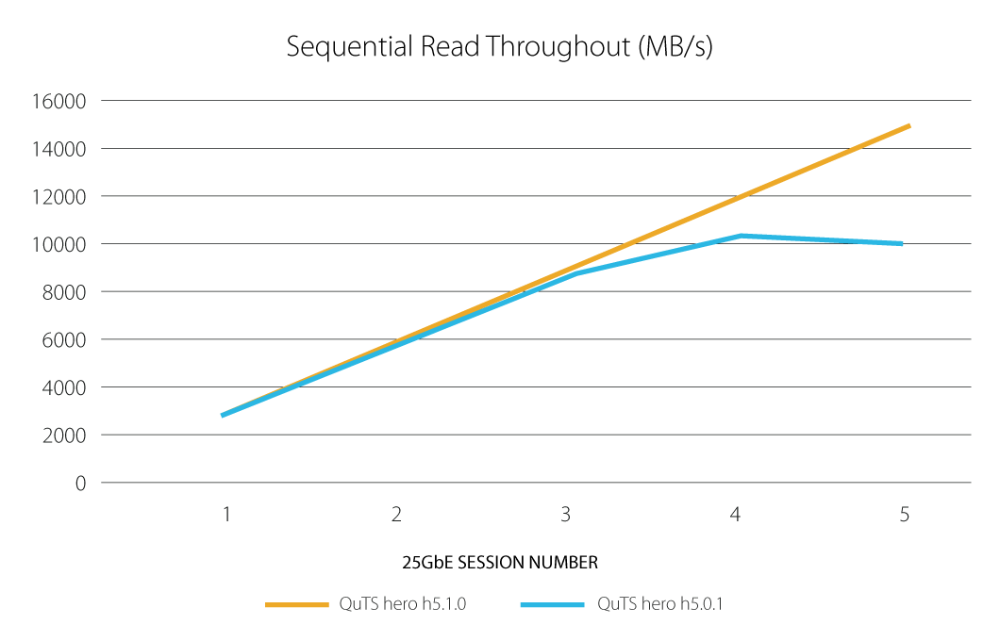 Sequential Read Throughout (MB/s)
16000
14000
12000
10000
8000
6000
4000
2000
0
1 2 3 4 5
25GbE SESSION NUMBER
QuTS hero h5.1.0 QuTS hero h5.0.1